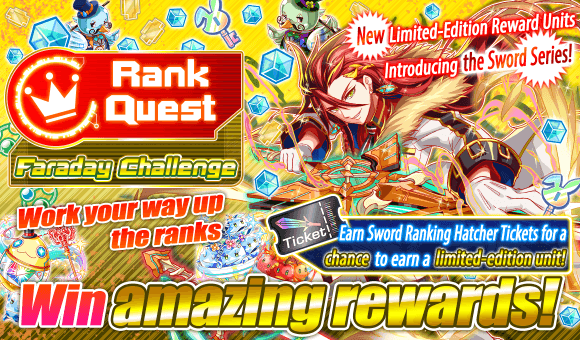 New Limited-Edition Reward Units
Introducing the Sword Series!
Rank
Quest
Faraday Challenge
Work your way up
the ranks
Ticket
Earn Sword Ranking Hatcher Tickets for a
chance to earn a limited-edition unit!
Win amazing rewards!